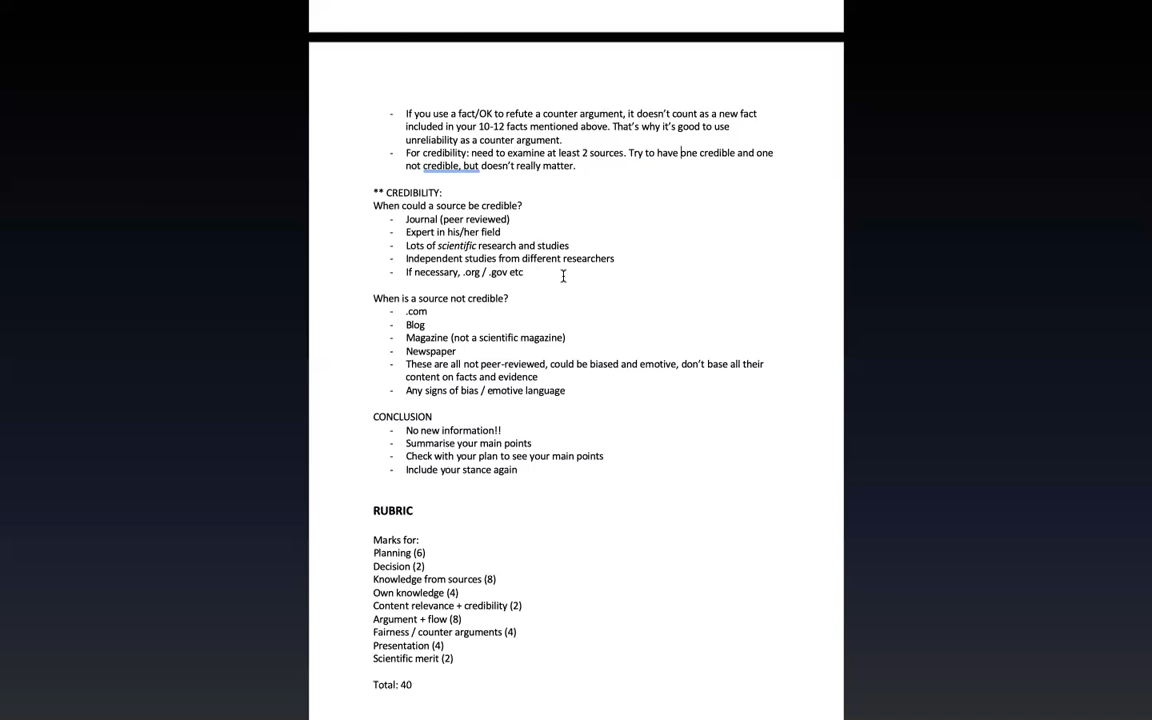 - If you use a fact/OK to refute a counter argument, it doesn't count as a new fact
included in your 10-12 facts mentioned above. That's why it's good to use
unreliability as a counter argument.
- For credibility: need to examine at least 2 sources. Try to have one credible and one
not credible, but doesn't really matter.
** CREDIBILITY:
When could a source be credible?
- Journal (peer reviewed)
- Expert in his/her field
- Lots of scientific research and studies
- Independent studies from different researchers
- If necessary, .org / .gov etc
When is a source not credible?
- .com
- Blog
- Magazine (not a scientific magazine)
- Newspaper
- These are all not peer-reviewed, could be biased and emotive, don't base all their
content on facts and evidence
- Any signs of bias / emotive language
CONCLUSION
- No new information!!
- Summarise your main points
- Check with your plan to see your main points
- Include your stance again
RUBRIC
Marks for:
Planning (6)
Decision (2)
Knowledge from sources (8)
Own knowledge (4)
Content relevance + credibility (2)
Argument + flow (8)
Fairness / counter arguments (4)
Presentation (4)
Scientific merit (2)
Total: 40